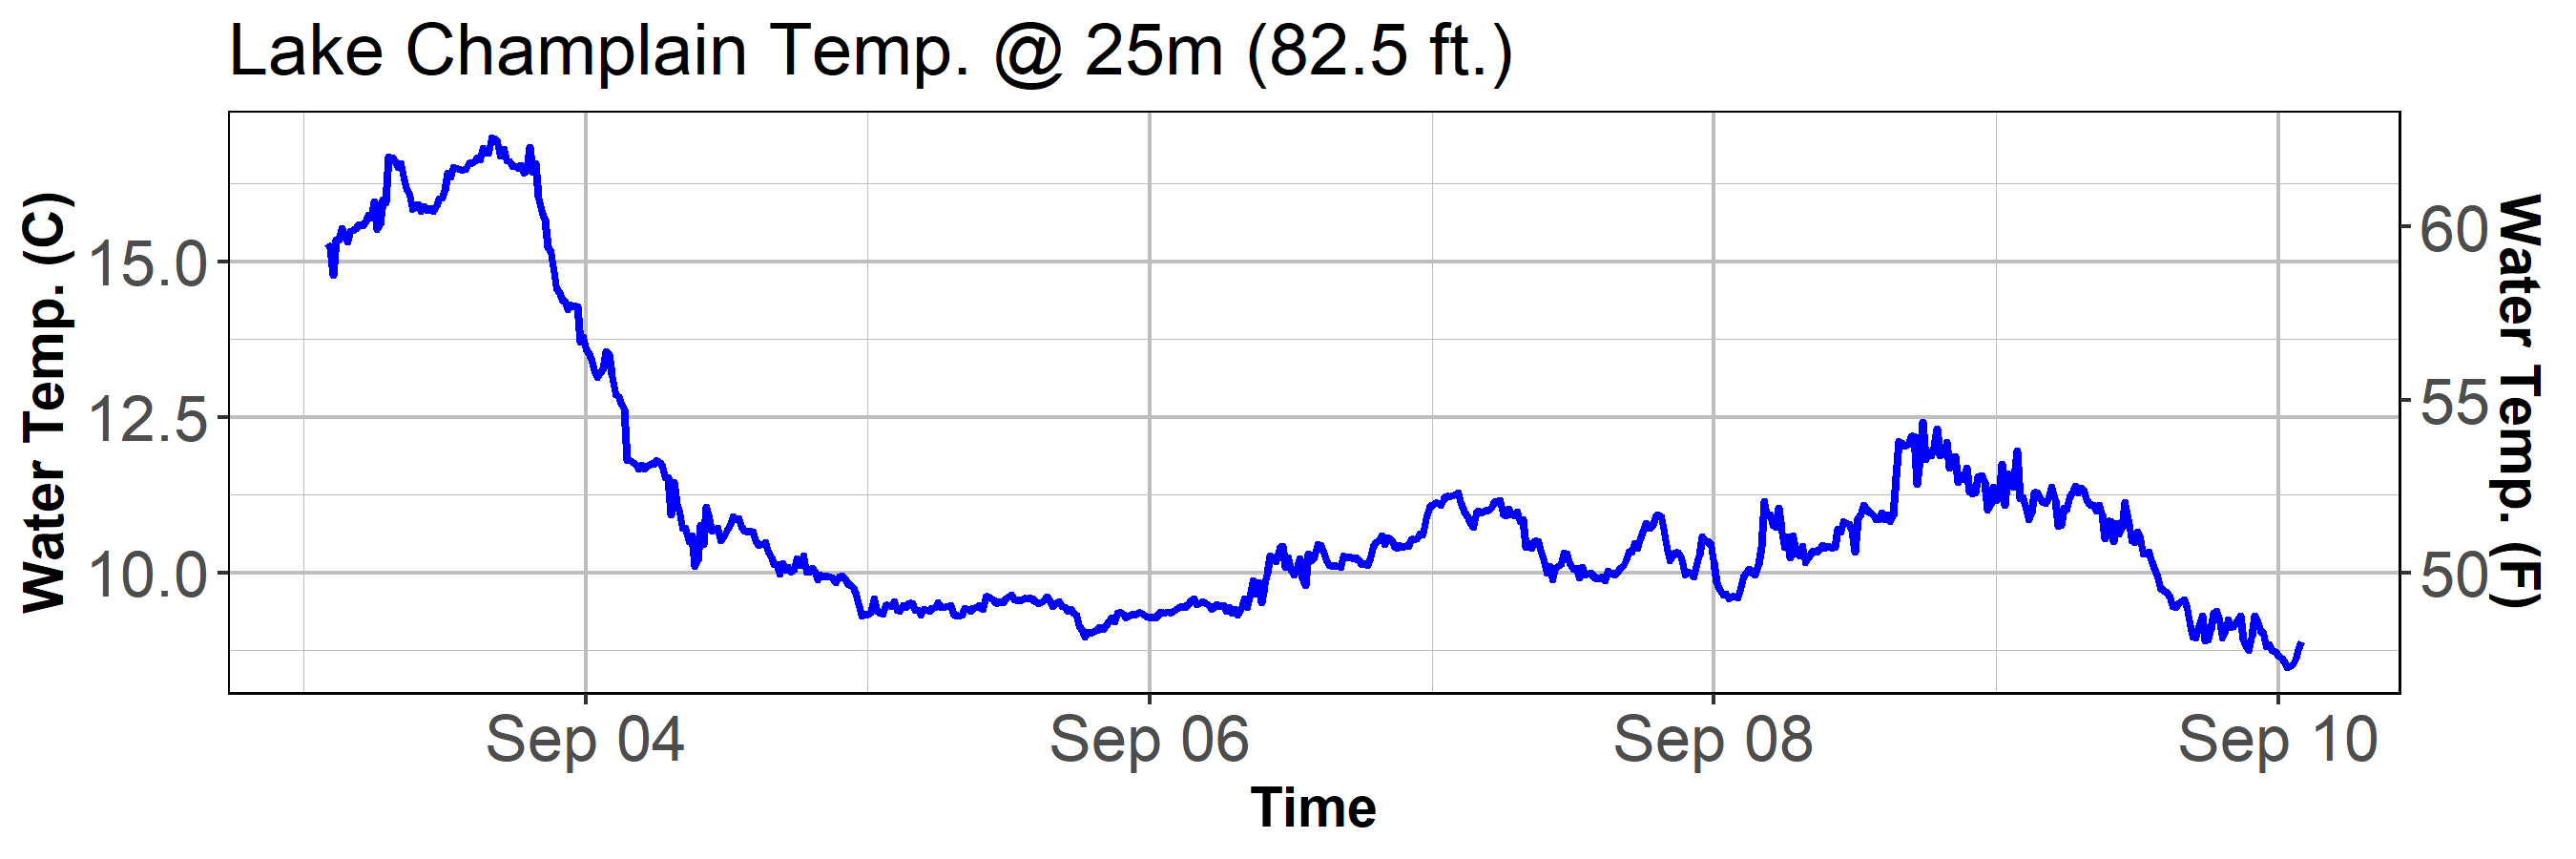 Lake Champlain Temp. @ 25m (82.5 ft.)
Water Temp. (C)
15.0
12.5
10.0
60
55
50
Water Temp. (F)
Sep 04
Sep 06
Sep 08
Sep 10
Time